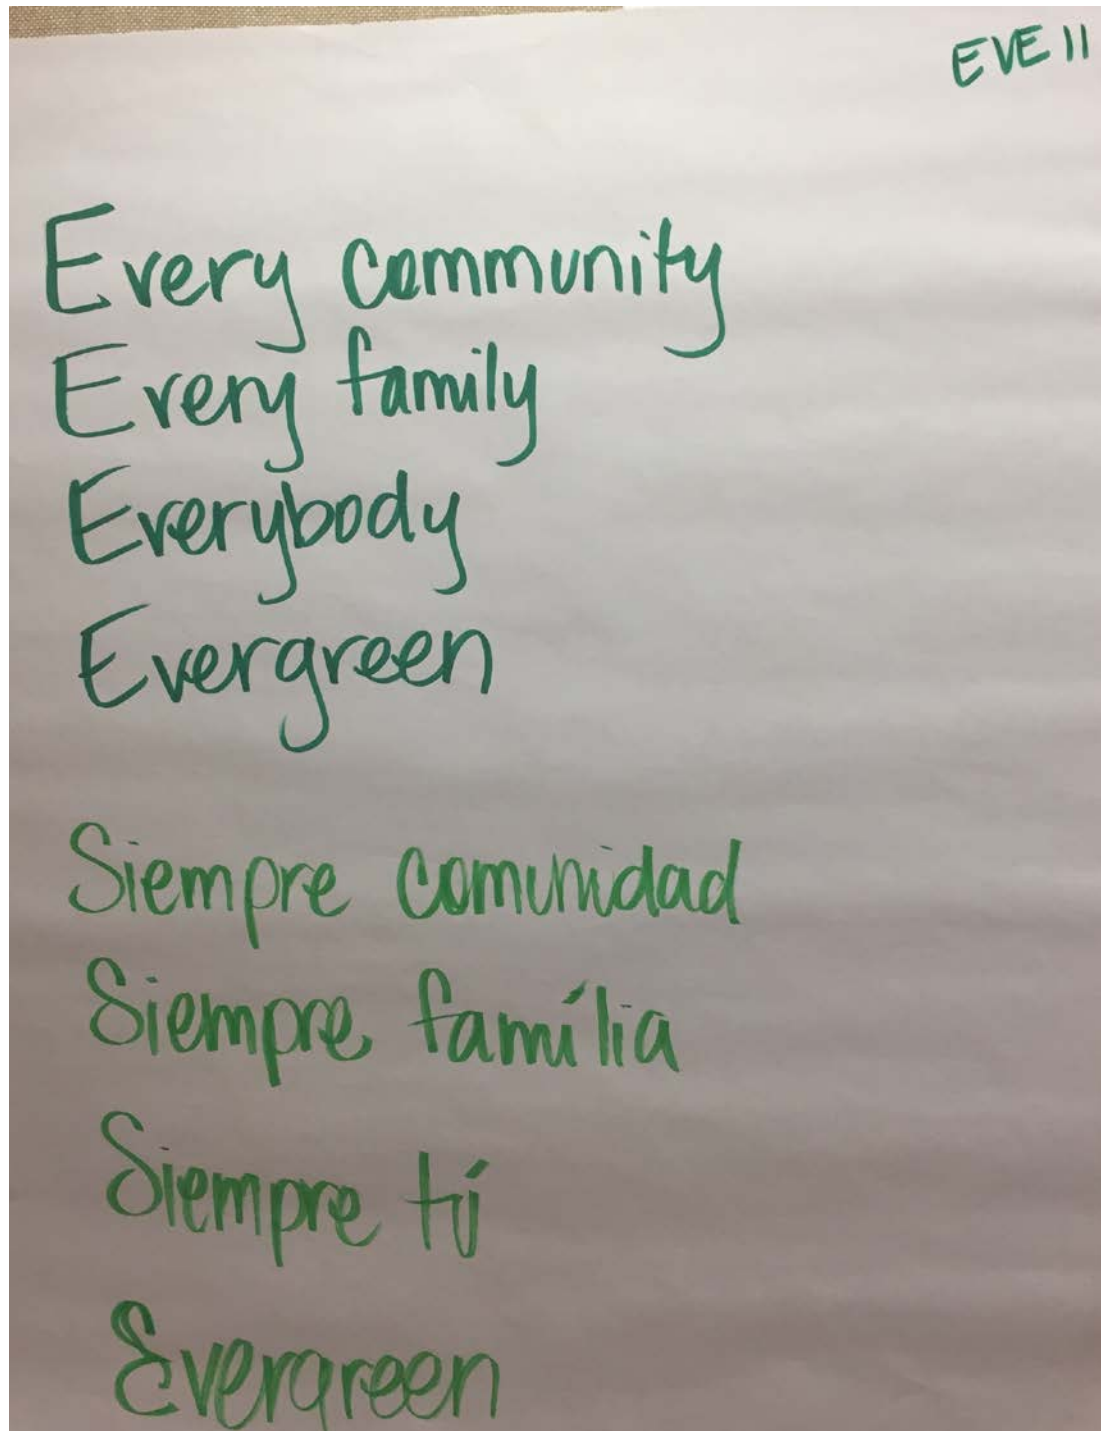 EVE 11
Every community
Every family
Everybody
Evergreen
Siempre comunidad
Siempre família
Siempre tú
Evergreen